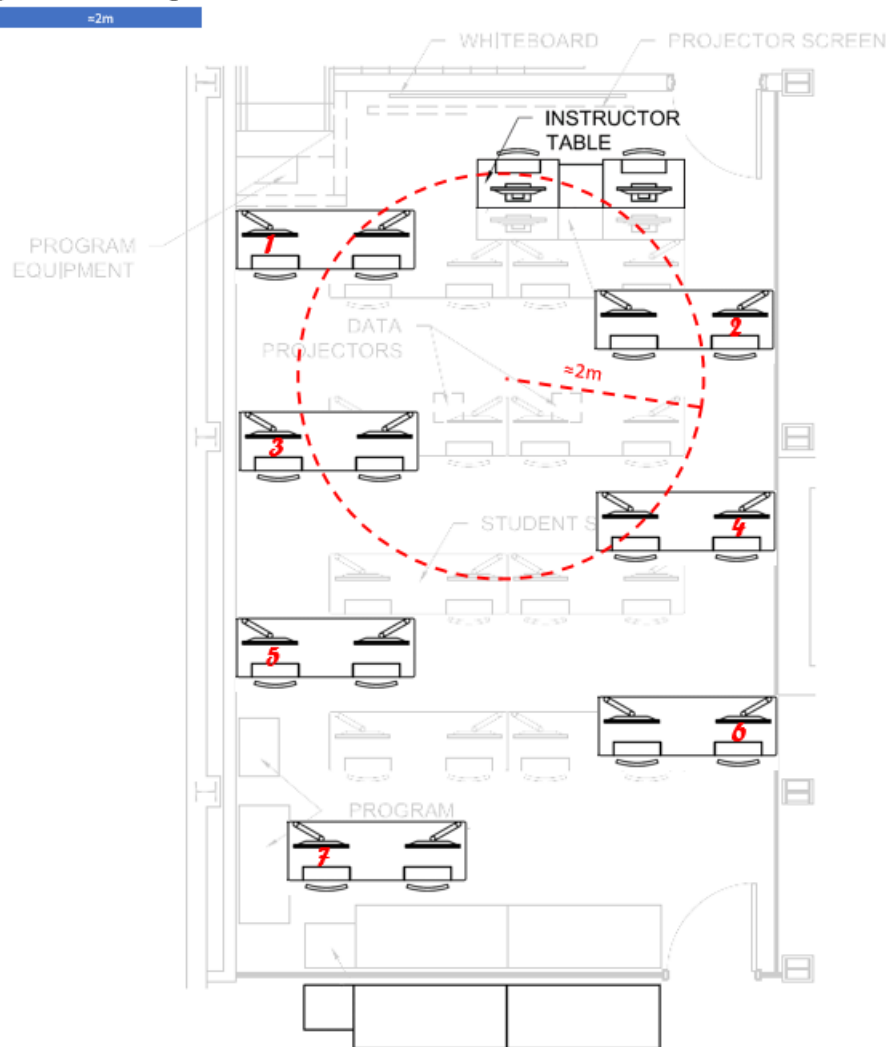 ≈2m
WHITEBOARD
PROJECTOR SCREEN
INSTRUCTOR
TABLE
1
PROGRAM
EQUIPMENT
2
DATA
PROJECTORS
≈2m
3
STUDENT S
4
5
6
PROGRAM
7